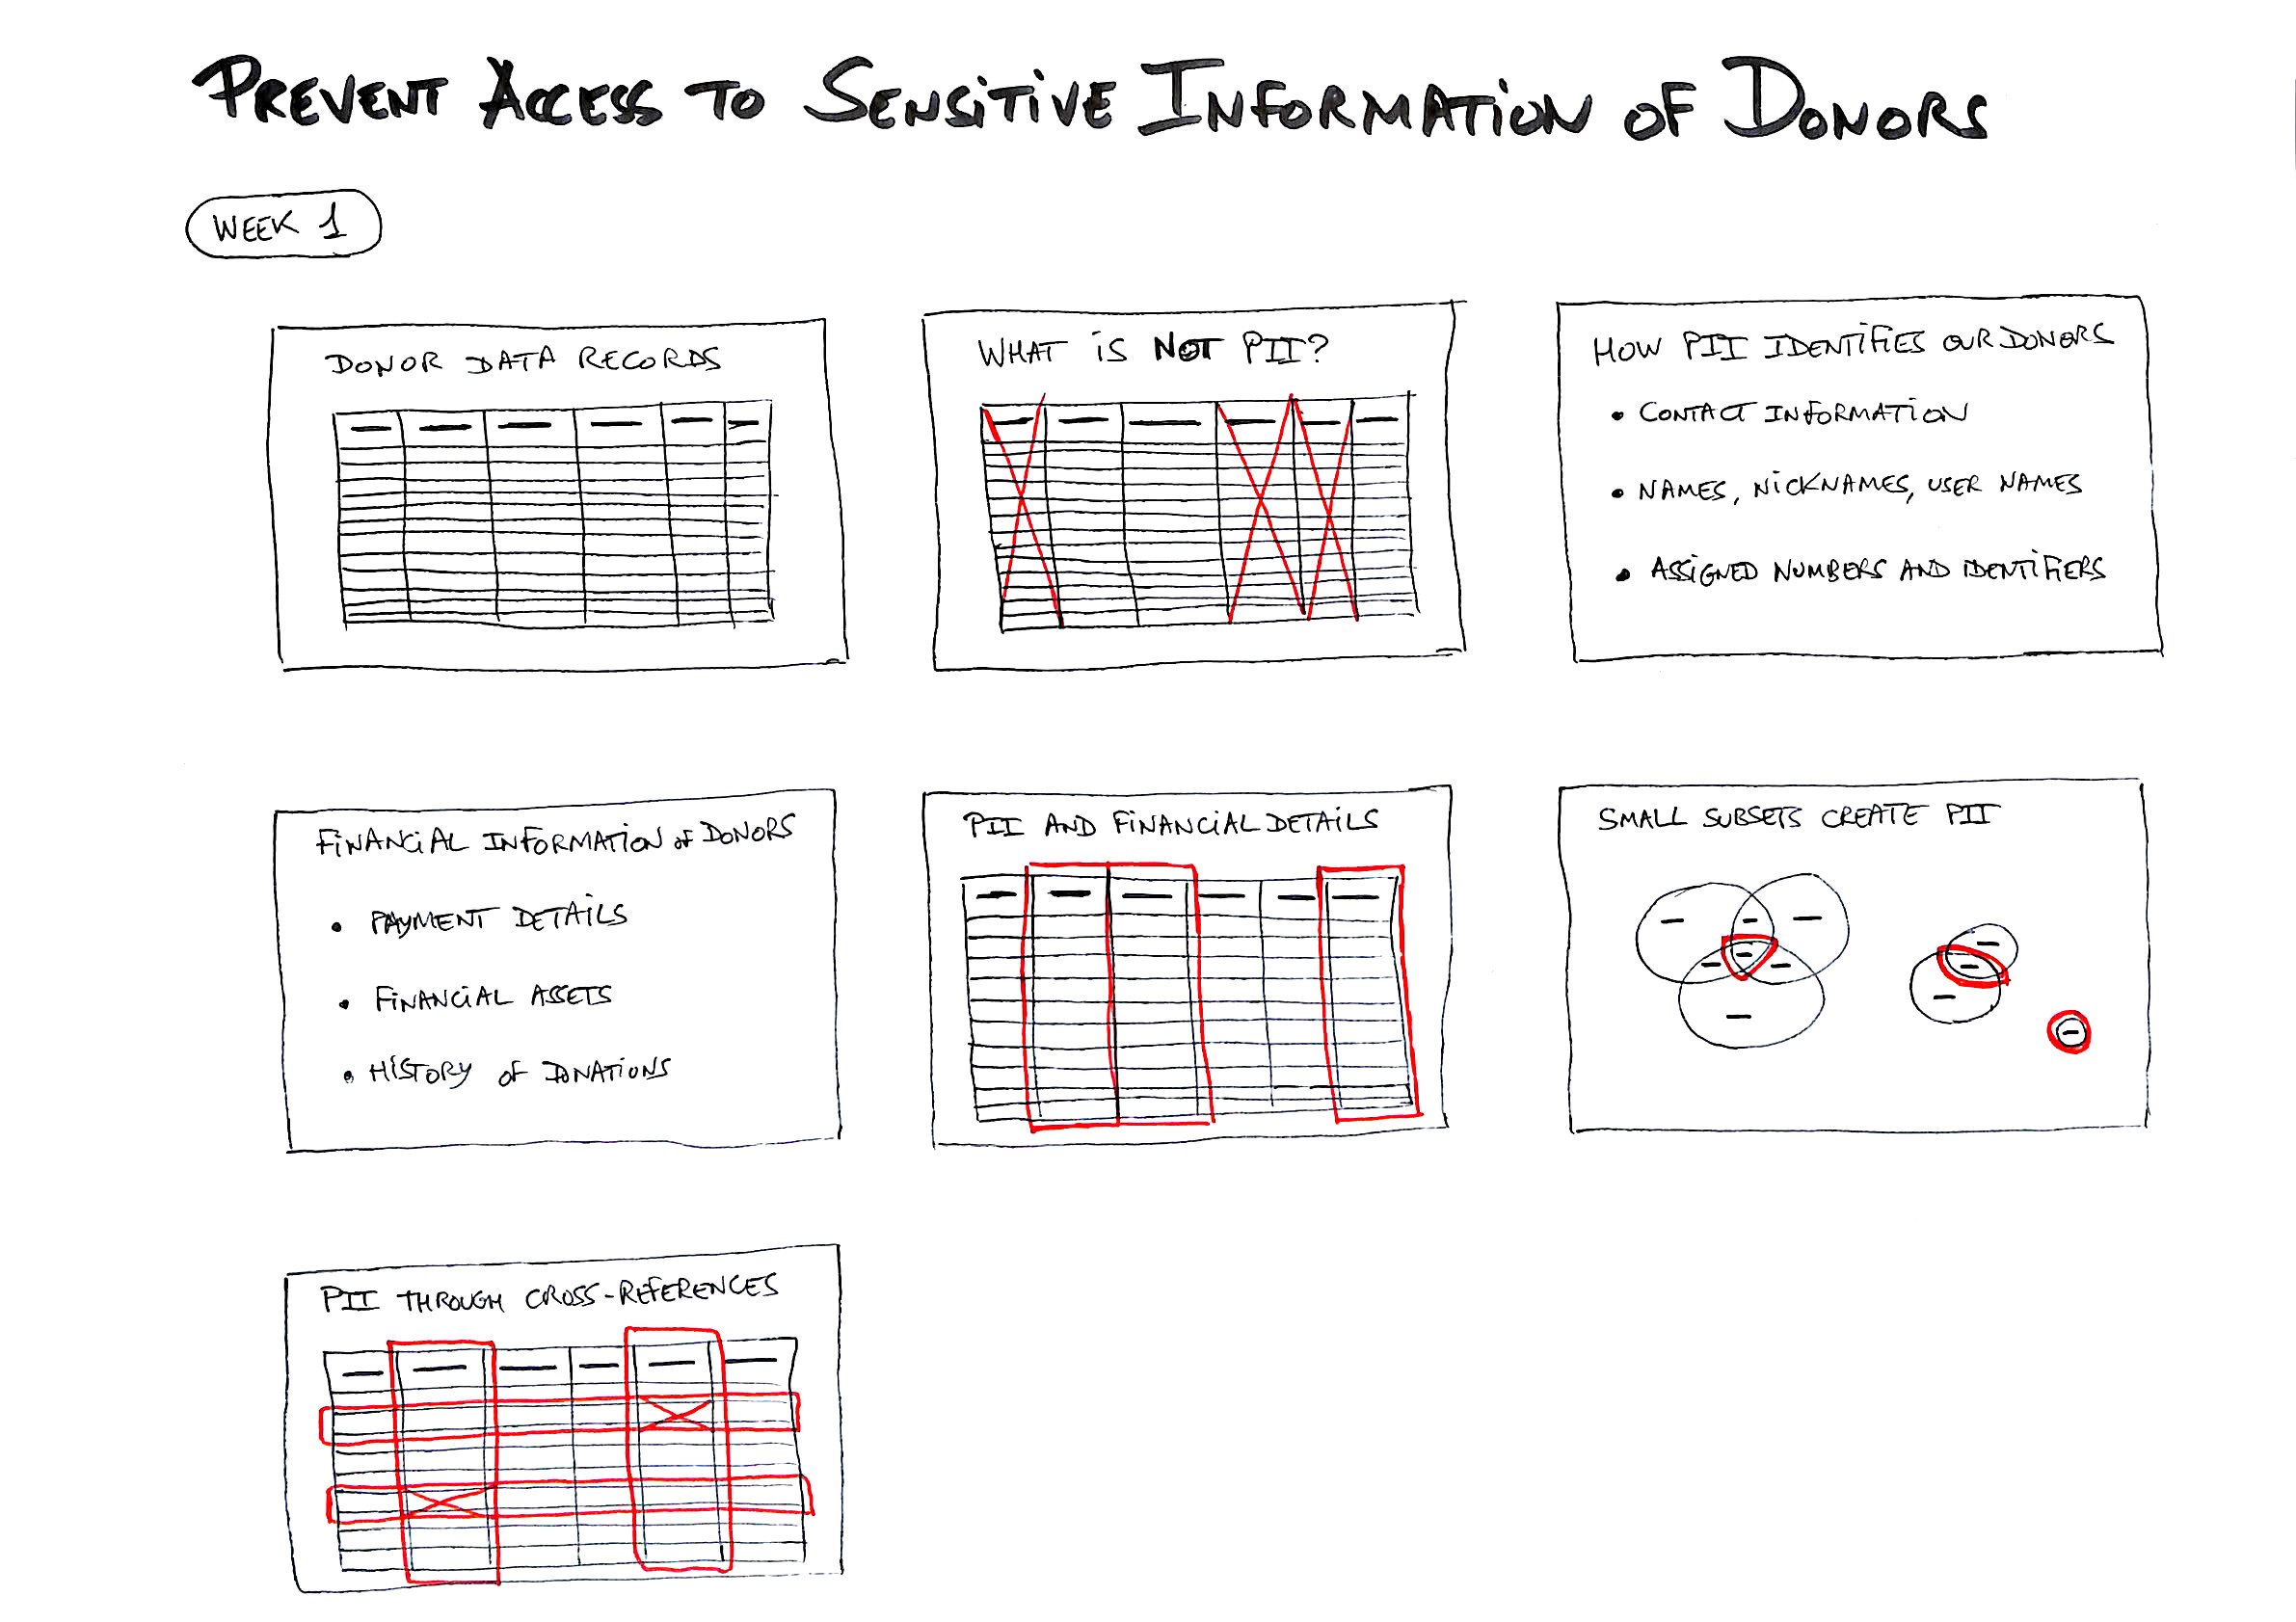 PREVENT ACCESS TO SENSITIVE INFORMATION OF DONORS
WEEK 1
DONOR DATA RECORDS
WHAT IS NOT PII?
HOW PII IDENTIFIES OUR DONORS
• CONTACT INFORMATION
• NAMES, NICKNAMES, USER NAMES
• ASSIGNED NUMBERS AND IDENTIFIERS
FINANCIAL INFORMATION of DONORS
• PAYMENT DETAILS
• FINANCIAL ASSETS
• HISTORY OF DONATIONS
PII AND FINANCIAL DETAILS
SMALL SUBSETS CREATE PII
PII THROUGH CROSS-REFERENCES